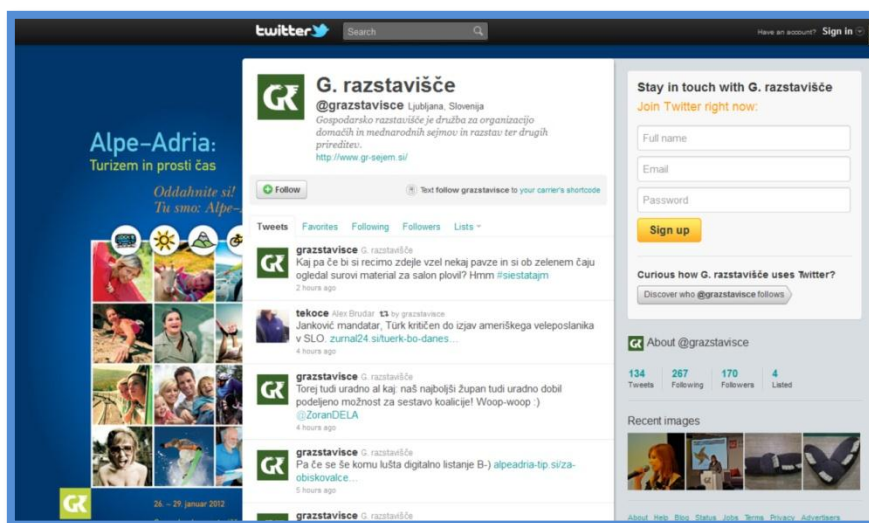 twitter
Search
Have an account? Sign in
Alpe-Adria:
Turizem in prosti čas
Oddahnite si!
Tu smo: Alpe-
26. – 29. januar 2012
GR
G. razstavišče
@grazstavisce Ljubljana, Slovenija
Gospodarsko razstavišče je družba za organizacijo
domačih in mednarodnih sejmov in razstav ter drugih
prireditev.
http://www.gr-sejem.si/
Follow
Text follow grazstavisce to your carrier's shortcode
Tweets Favorites Following Followers Lists
grazstavisce G. razstavišče
Kaj pa če bi si recimo zdejle vzel nekaj pavze in si ob zelenem čaju
ogledal surovi material za salon plovil? Hmm #siestatajm
2 hours ago
tekoce Alex Brudar by grazstavisce
Janković mandatar, Türk kritičen do izjav ameriškega veleposlanika
v SLO. zurnal24.si/tuerk-bo-danes…
4 hours ago
grazstavisce G. razstavišče
Torej tudi uradno al kaj: naš najboljši župan tudi uradno dobil
podeljeno možnost za sestavo koalicije! Woop-woop :)
@ZoranDELA
4 hours ago
grazstavisce G. razstavišče
Pa če se še komu lušta digitalno listanje B-) alpeadria-tip.si/za-
obiskovalce…
5 hours ago
grazstavisce G. razstavišče
Stay in touch with G. razstavišče
Join Twitter right now:
Full name
Email
Password
Sign up
Curious how G. razstavišče uses Twitter?
Discover who @grazstavisce follows
About @grazstavisce
134 267 170 4
Tweets Following Followers Listed
Recent images
About Help Blog Status Jobs Terms Privacy Advertisers